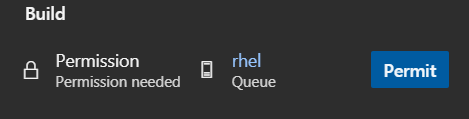 Build
Permission
Permission needed
rhel
Queue
Permit